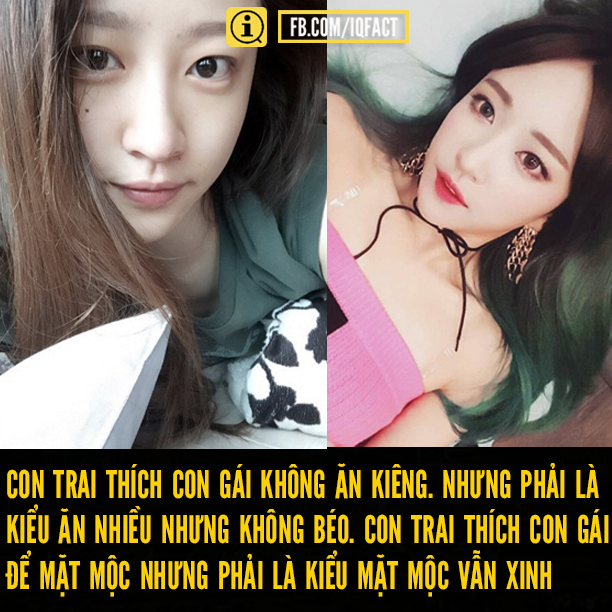 FB.COM/IQFACT
CON TRAI THÍCH CON GÁI KHÔNG ĂN KIÊNG. NHƯNG PHẢI LÀ
KIỂU ĂN NHIỀU NHƯNG KHÔNG BÉO. CON TRAI THÍCH CON GÁI
ĐỂ MẶT MỘC NHƯNG PHẢI LÀ KIỂU MẶT MỘC VẪN XINH